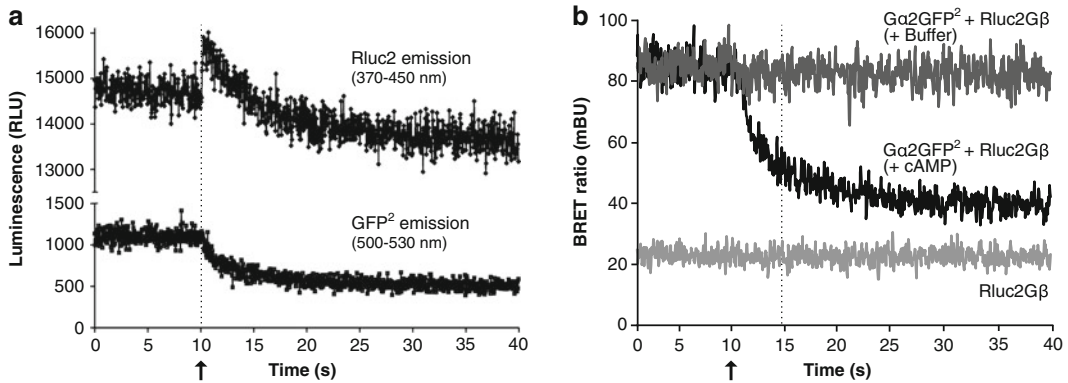 a
16000
15000
14000
13000
1500
1000
500
0
Luminescence (RLU)
Rluc2 emission
(370-450 nm)
GFP² emission
(500-530 nm)
0 5 10 15 20 25 30 35 40
Time (s)
b
100
80
60
40
20
0
BRET ratio (mBU)
Gα2GFP² + Rluc2Gβ
(+ Buffer)
Gα2GFP² + Rluc2Gβ
(+ cAMP)
Rluc2Gβ
0 5 10 15 20 25 30 35 40
Time (s)